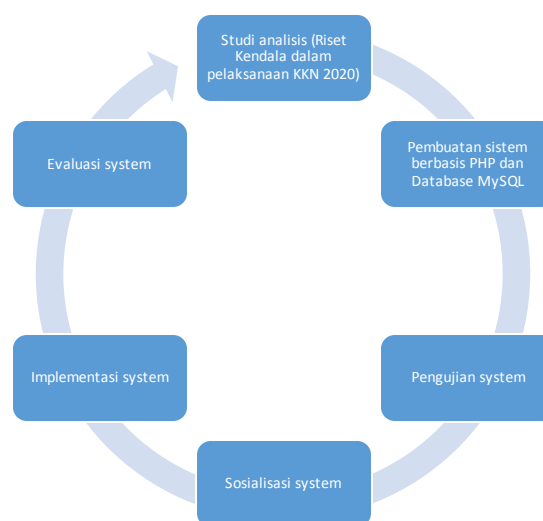 Studi analisis (Riset
Kendala dalam
pelaksanaan KKN 2020)
Pembuatan sistem
berbasis PHP dan
Database MySQL
Pengujian system
Sosialisasi system
Implementasi system
Evaluasi system